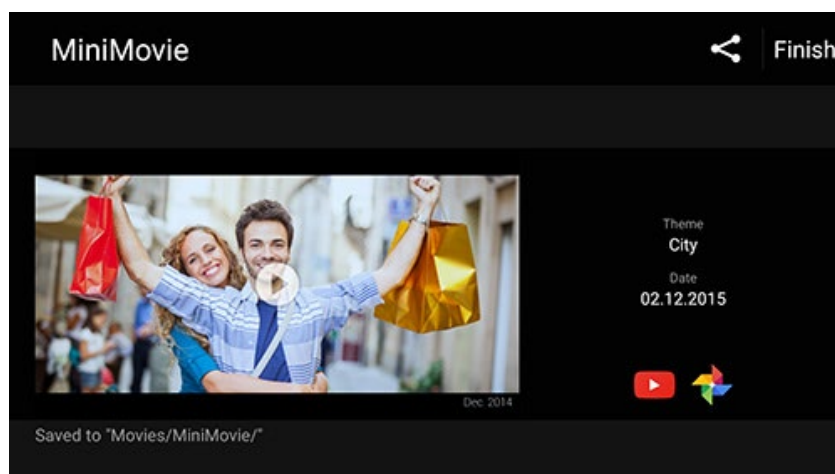 MiniMovie
Finish
Theme
City
Date
02.12.2015
Dec. 2014
Saved to "Movies/MiniMovie/"